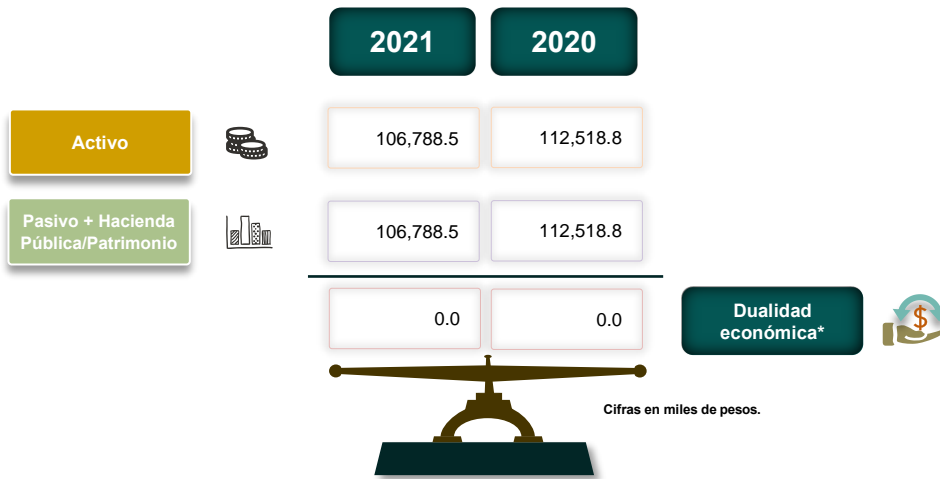 2021 2020
Activo 106,788.5 112,518.8
Pasivo + Hacienda
Pública/Patrimonio 106,788.5 112,518.8
0.0 0.0 Dualidad
económica*
$
Cifras en miles de pesos.